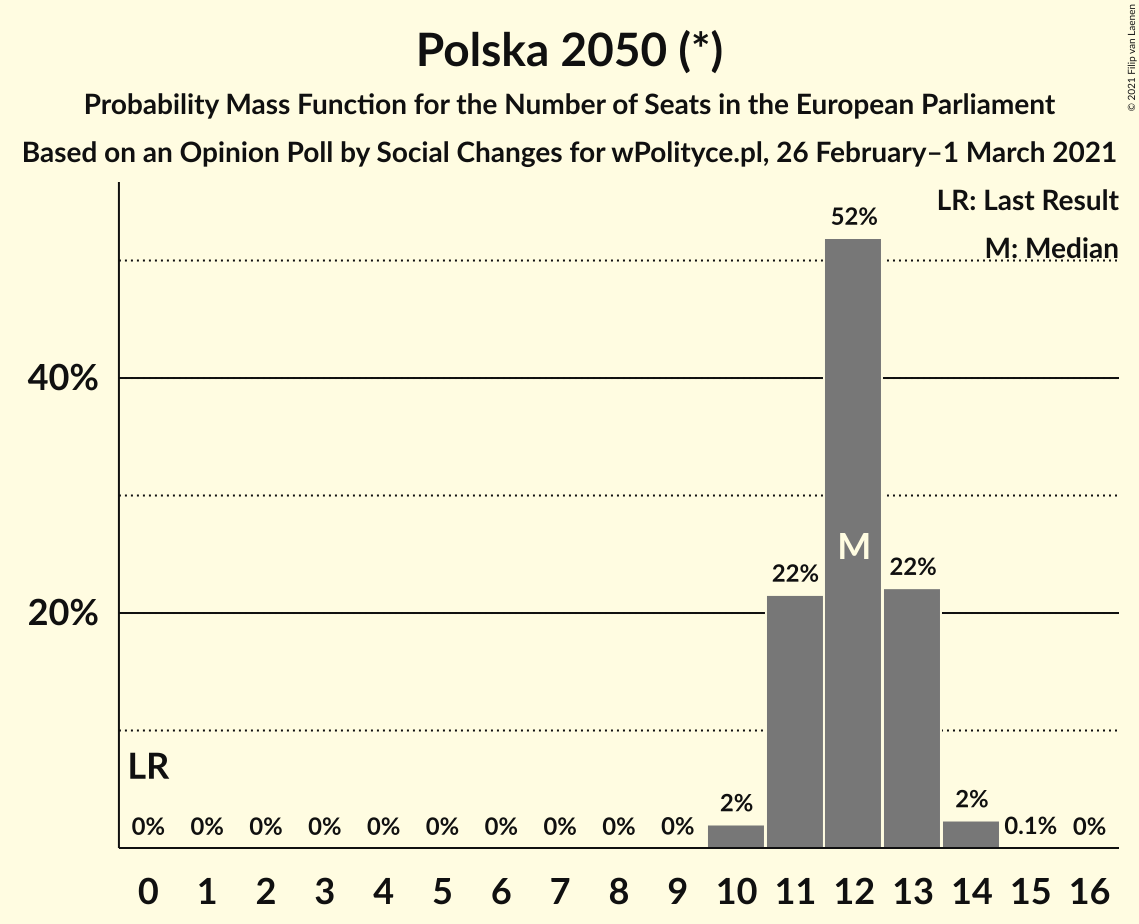 Polska 2050 (*)
Probability Mass Function for the Number of Seats in the European Parliament
Based on an Opinion Poll by Social Changes for wPolityce.pl, 26 February–1 March 2021
© 2021 Filip van Laenen
LR: Last Result
M: Median
52%
40%
M
22%
22%
20%
LR
0%
0%
0%
0%
0%
0%
0%
0%
0%
0%
2%
2%
0.1%
0%
0 1 2 3 4 5 6 7 8 9 10 11 12 13 14 15 16